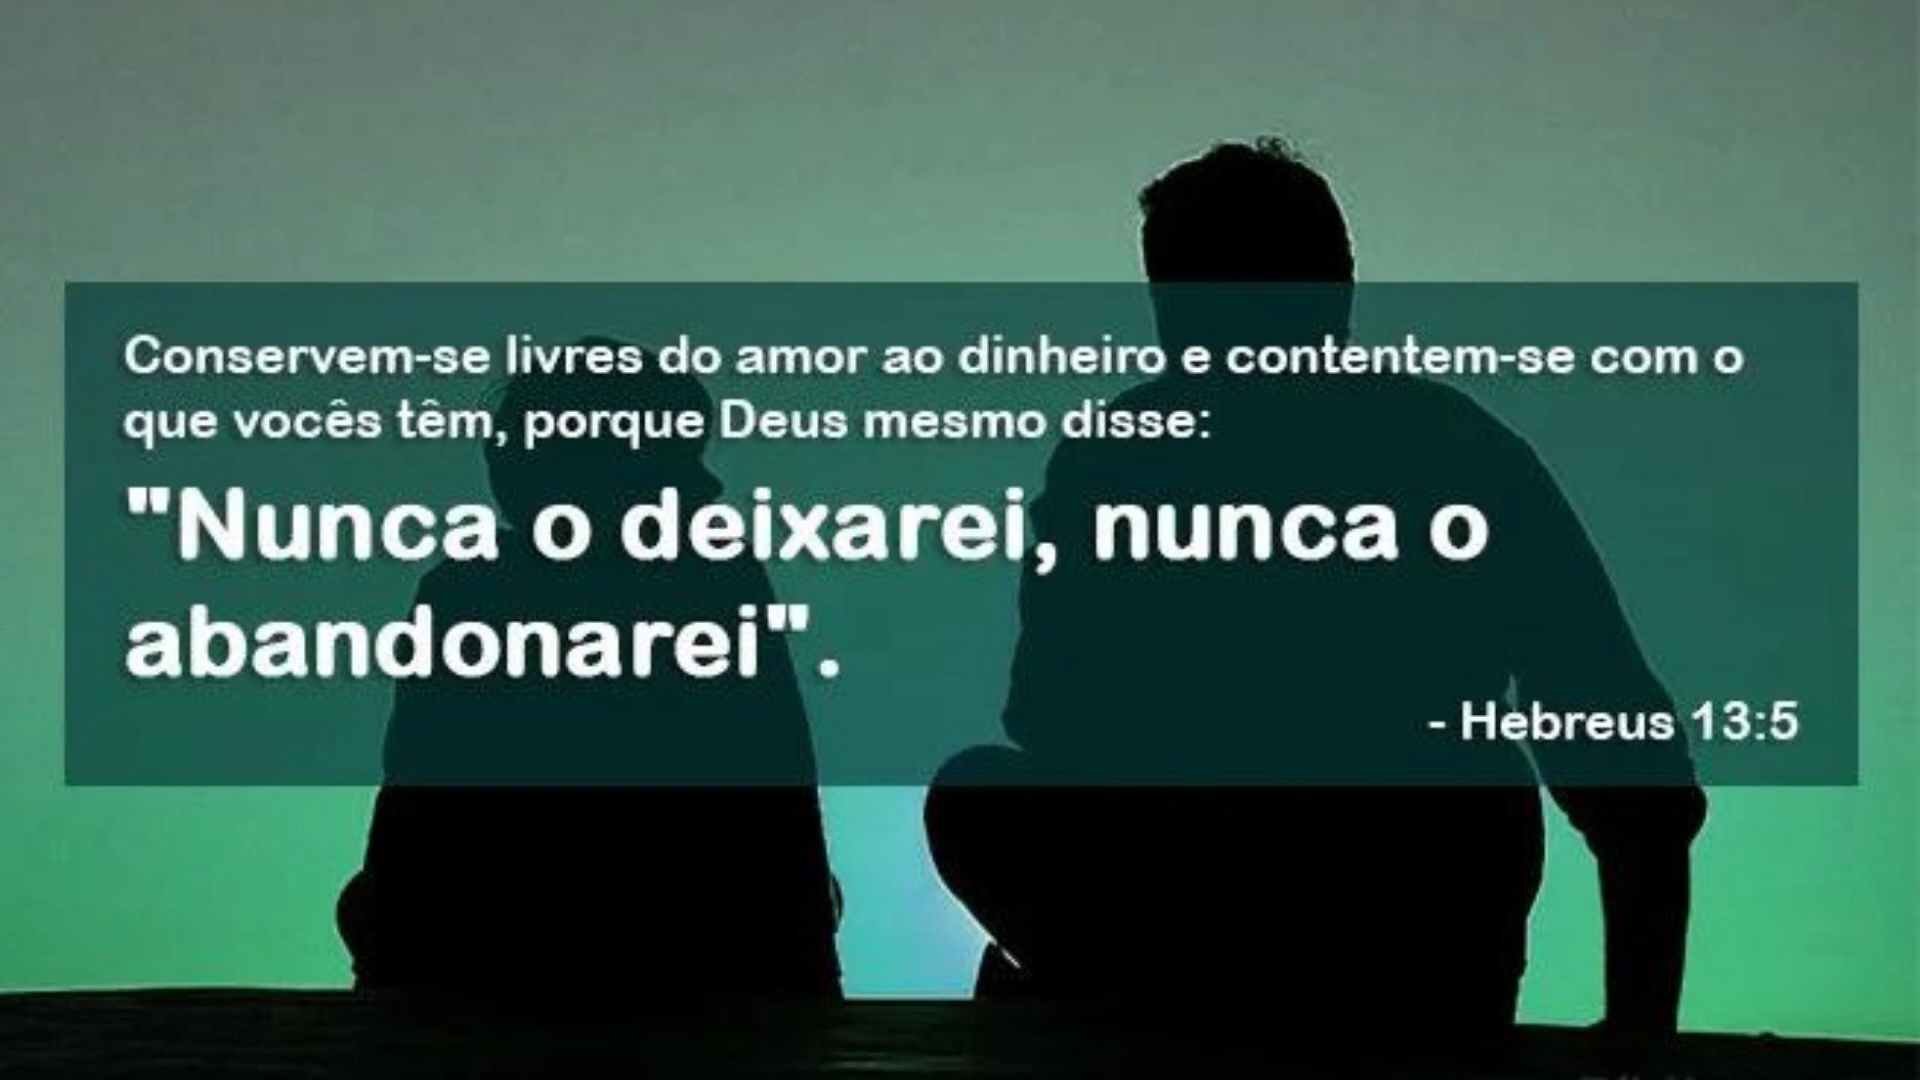 Conservem-se livres do amor ao dinheiro e contentem-se com o
que vocês têm, porque Deus mesmo disse:
"Nunca o deixarei, nunca o
abandonarei".
- Hebreus 13:5